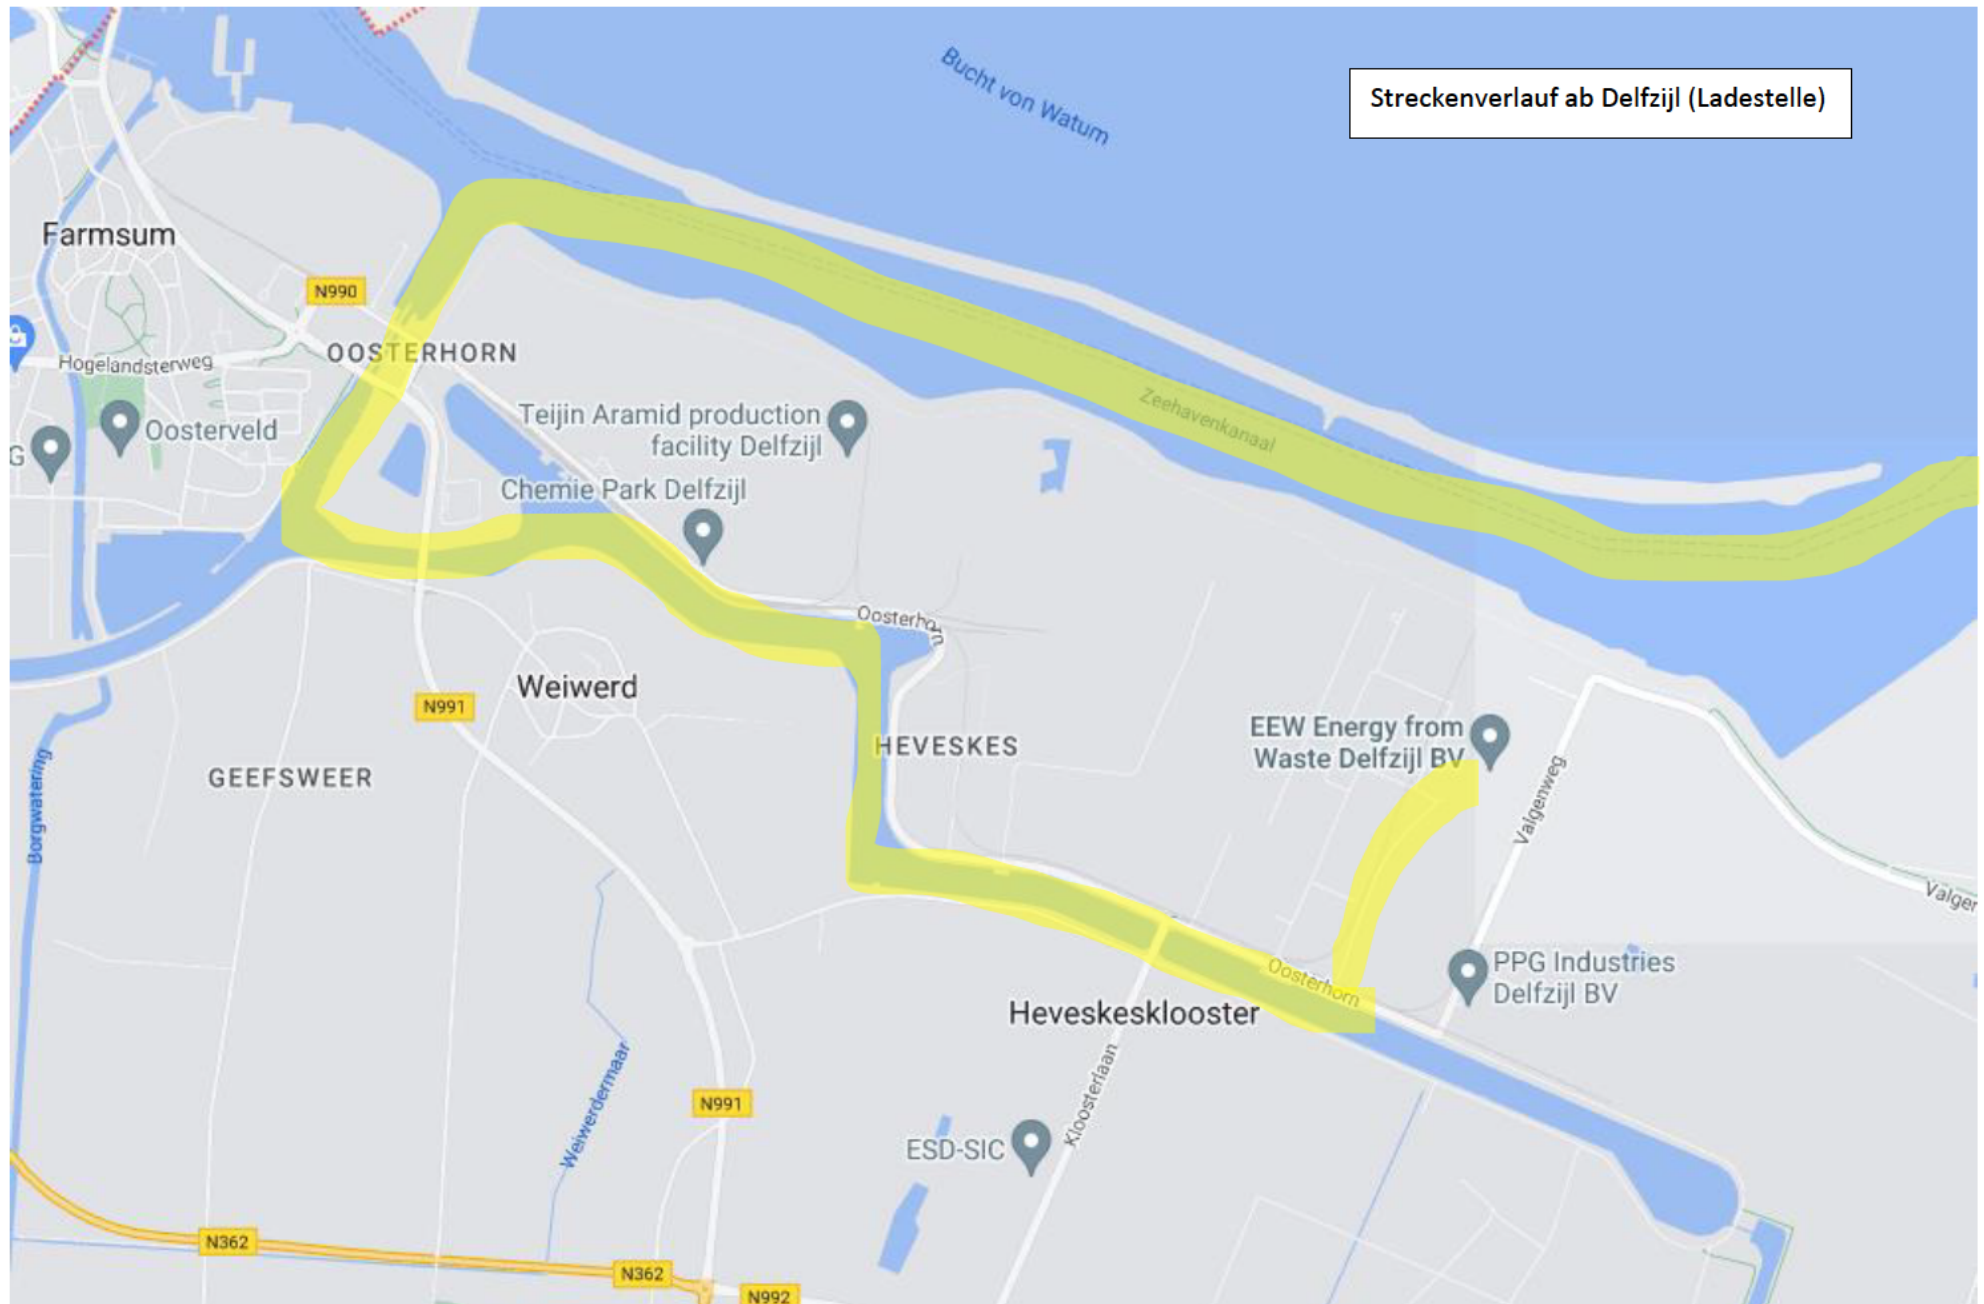 Bucht von Watum
Streckenverlauf ab Delfzijl (Ladestelle)
Farmsum
N990
OOSTERHORN
Hogelandsterweg
Zeehavenkanaal
Teijin Aramid production
facility Delfzijl
Oosterveld
G
Chemie Park Delfzijl
Oosterhorn
Weiwerd
N991
HEVESKES
EEW Energy from
Waste Delfzijl BV
GEEFSWEER
Borgwatering
Valgenweg
Valgen
Oosterhorn
PPG Industries
Delfzijl BV
Heveskesklooster
Weiwerdermaar
Kloosterlaan
N991
ESD-SIC
N362
N362
N992